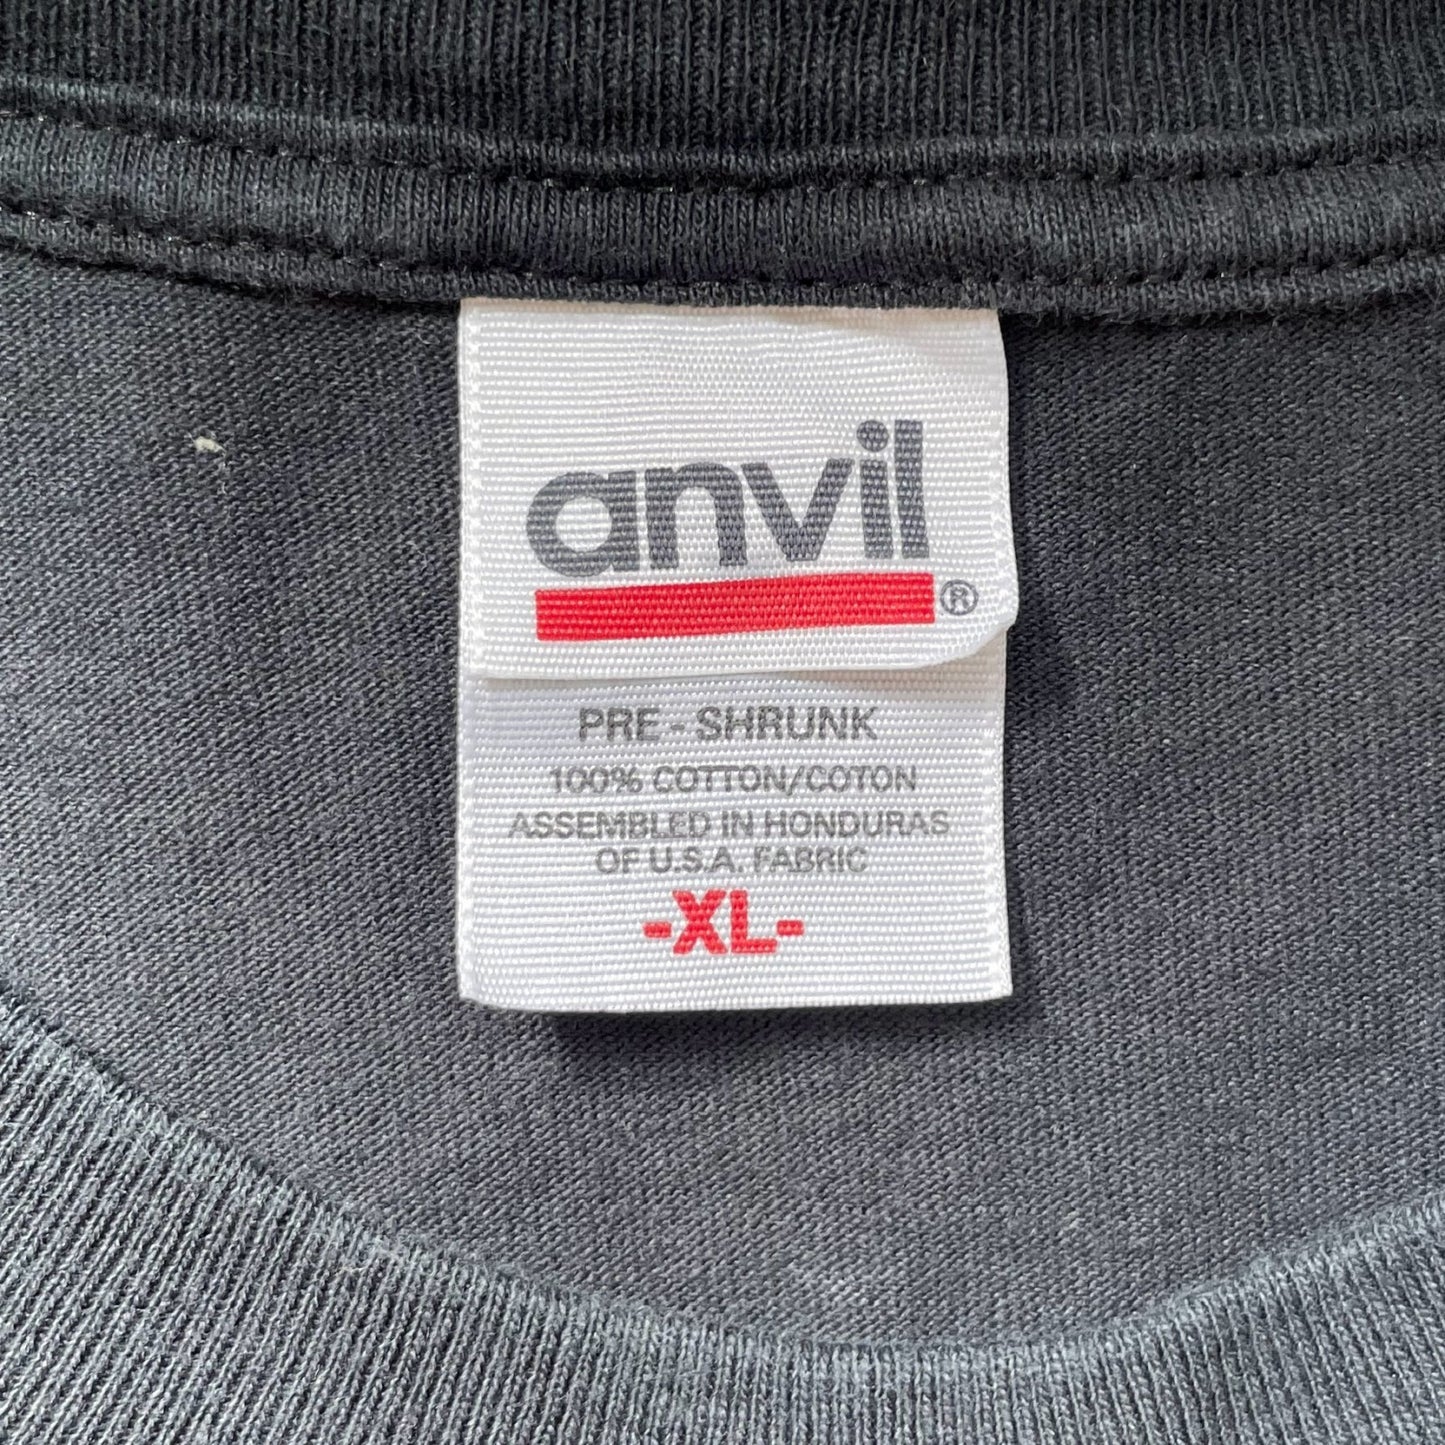 anvil
®
PRE - SHRUNK
100% COTTON/COTON
ASSEMBLED IN HONDURAS
OF U.S.A. FABRIC
-XL-